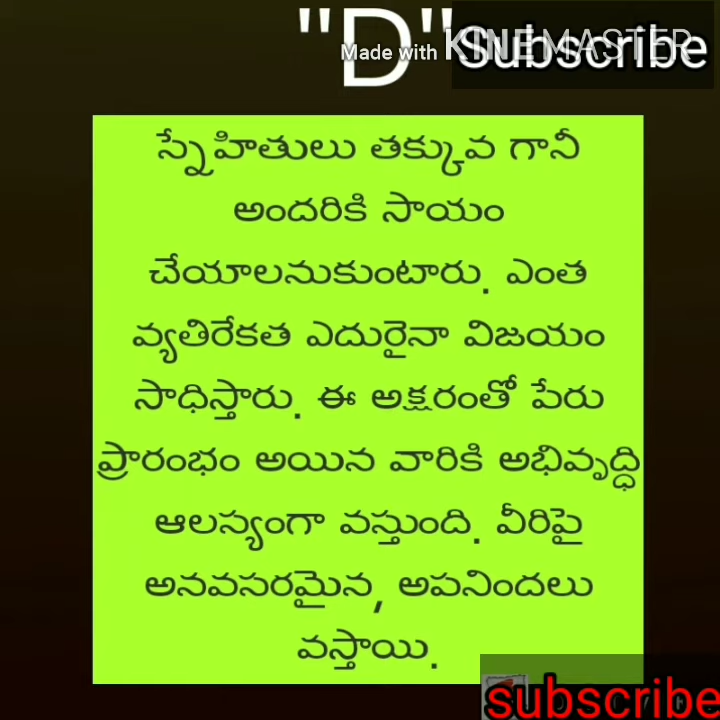 "D"
Subscribe
Made with KINEMASTER
స్నేహితులు తక్కువ గానీ
అందరికి సాయం
చేయాలనుకుంటారు. ఎంత
వ్యతిరేకత ఎదురైనా విజయం
సాధిస్తారు. ఈ అక్షరంతో పేరు
ప్రారంభం అయిన వారికి అభివృద్ధి
ఆలస్యంగా వస్తుంది. వీరిపై
అనవసరమైన, అపనిందలు
వస్తాయి.
subscribe